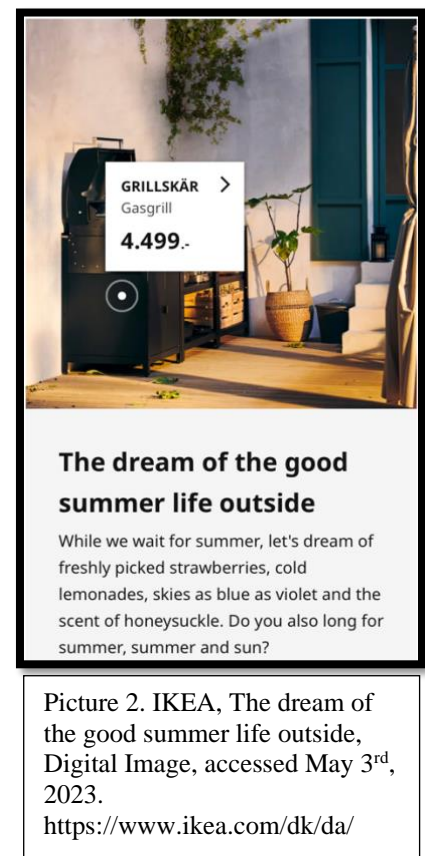 GRILLSKÄR
Gasgrill
4.499.-
The dream of the good
summer life outside
While we wait for summer, let's dream of
freshly picked strawberries, cold
lemonades, skies as blue as violet and the
scent of honeysuckle. Do you also long for
summer, summer and sun?
Picture 2. IKEA, The dream of
the good summer life outside,
Digital Image, accessed May 3rd,
2023.
https://www.ikea.com/dk/da/